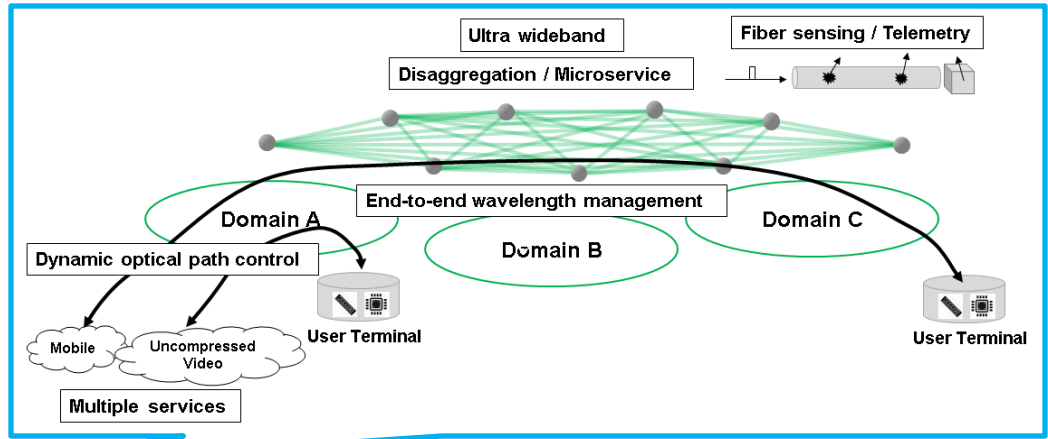 Ultra wideband
Fiber sensing / Telemetry
Disaggregation / Microservice
End-to-end wavelength management
Domain A
Domain B
Domain C
Dynamic optical path control
User Terminal
User Terminal
Mobile
Uncompressed
Video
Multiple services